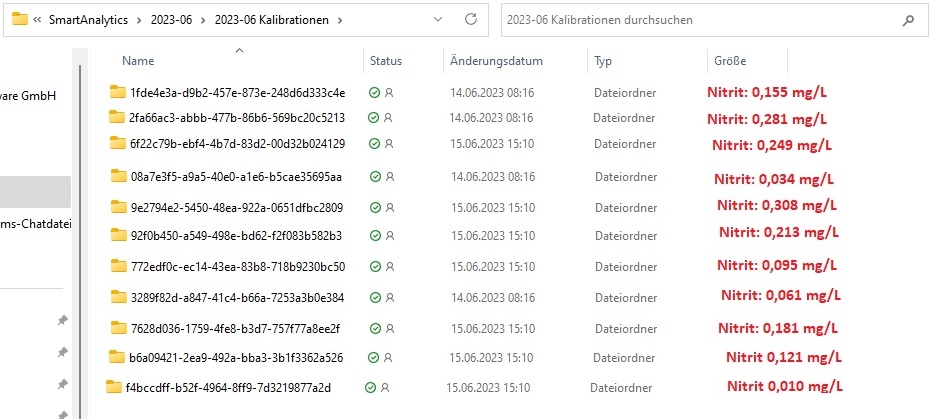 « SmartAnalytics > 2023-06 > 2023-06 Kalibrationen >
2023-06 Kalibrationen durchsuchen
Name Status Änderungsdatum Typ Größe
ware GmbH
ms-Chatdatei
1fde4e3a-d9b2-457e-873e-248d6d333c4e 14.06.2023 08:16 Dateiordner Nitrit: 0,155 mg/L
2fa66ac3-abbb-477b-86b6-569bc20c5213 14.06.2023 08:16 Dateiordner Nitrit: 0,281 mg/L
6f22c79b-ebf4-4b7d-83d2-00d32b024129 15.06.2023 15:10 Dateiordner Nitrit: 0,249 mg/L
08a7e3f5-a9a5-40e0-a1e6-b5cae35695aa 14.06.2023 08:16 Dateiordner Nitrit: 0,034 mg/L
9e2794e2-5450-48ea-922a-0651dfbc2809 15.06.2023 15:10 Dateiordner Nitrit: 0,308 mg/L
92f0b450-a549-498e-bd62-f2f083b582b3 15.06.2023 15:10 Dateiordner Nitrit: 0,213 mg/L
772edf0c-ec14-43ea-83b8-718b9230bc50 15.06.2023 15:10 Dateiordner Nitrit: 0,095 mg/L
3289f82d-a847-41c4-b66a-7253a3b0e384 14.06.2023 08:16 Dateiordner Nitrit: 0,061 mg/L
7628d036-1759-4fe8-b3d7-757f77a8ee2f 15.06.2023 15:10 Dateiordner Nitrit: 0,181 mg/L
b6a09421-2ea9-492a-bba3-3b1f3362a526 15.06.2023 15:10 Dateiordner Nitrit 0,121 mg/L
f4bccdff-b52f-4964-8ff9-7d3219877a2d 15.06.2023 15:10 Dateiordner Nitrit 0,010 mg/L